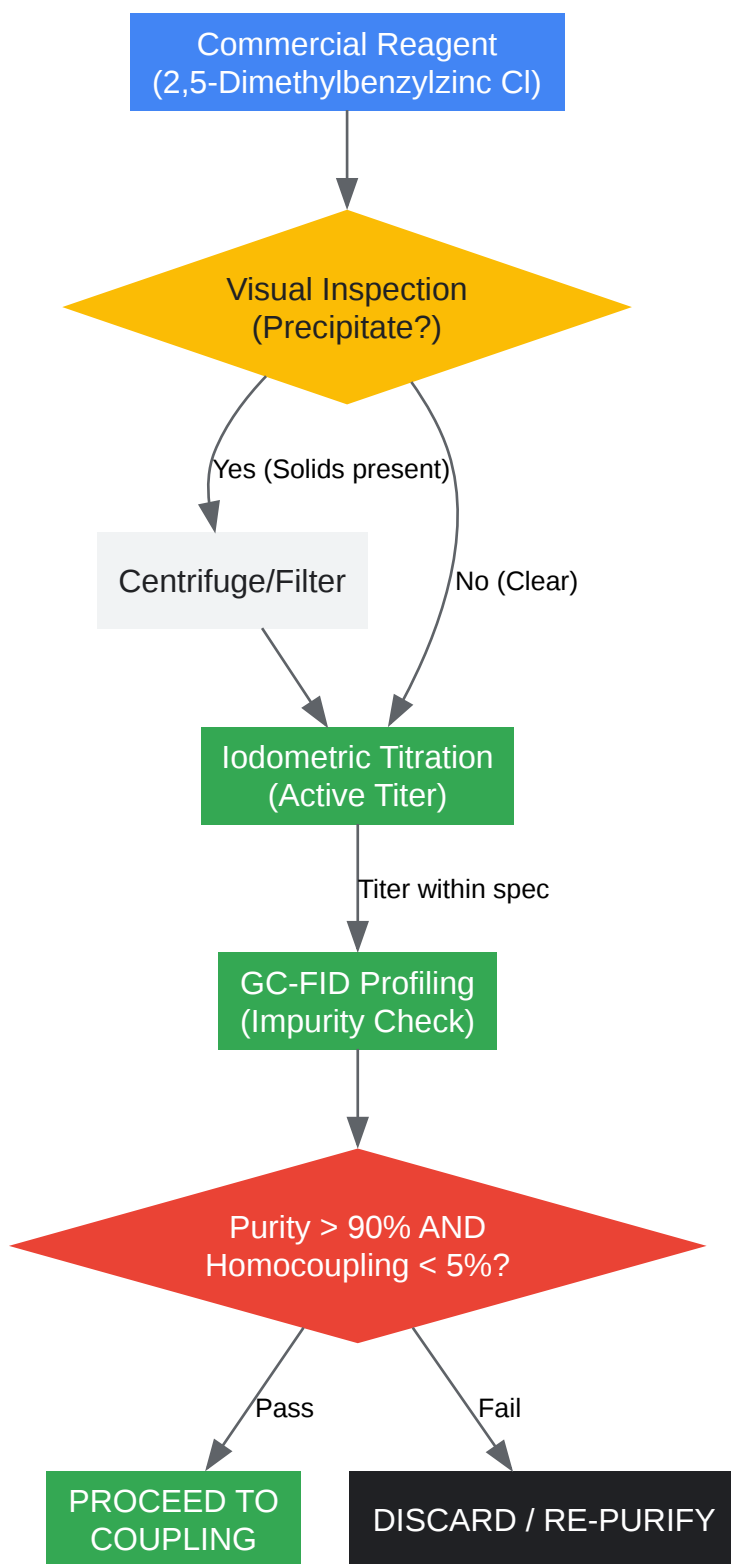 Commercial Reagent
(2,5-Dimethylbenzylzinc Cl)
Visual Inspection
(Precipitate?)
Yes (Solids present)
Centrifuge/Filter
No (Clear)
Iodometric Titration
(Active Titer)
Titer within spec
GC-FID Profiling
(Impurity Check)
Purity > 90% AND
Homocoupling < 5%?
Pass
Fail
PROCEED TO
COUPLING
DISCARD / RE-PURIFY